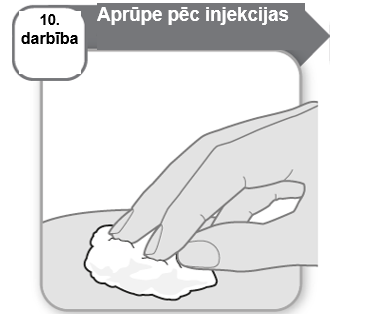 10.
darbība
Aprūpe pēc injekcijas